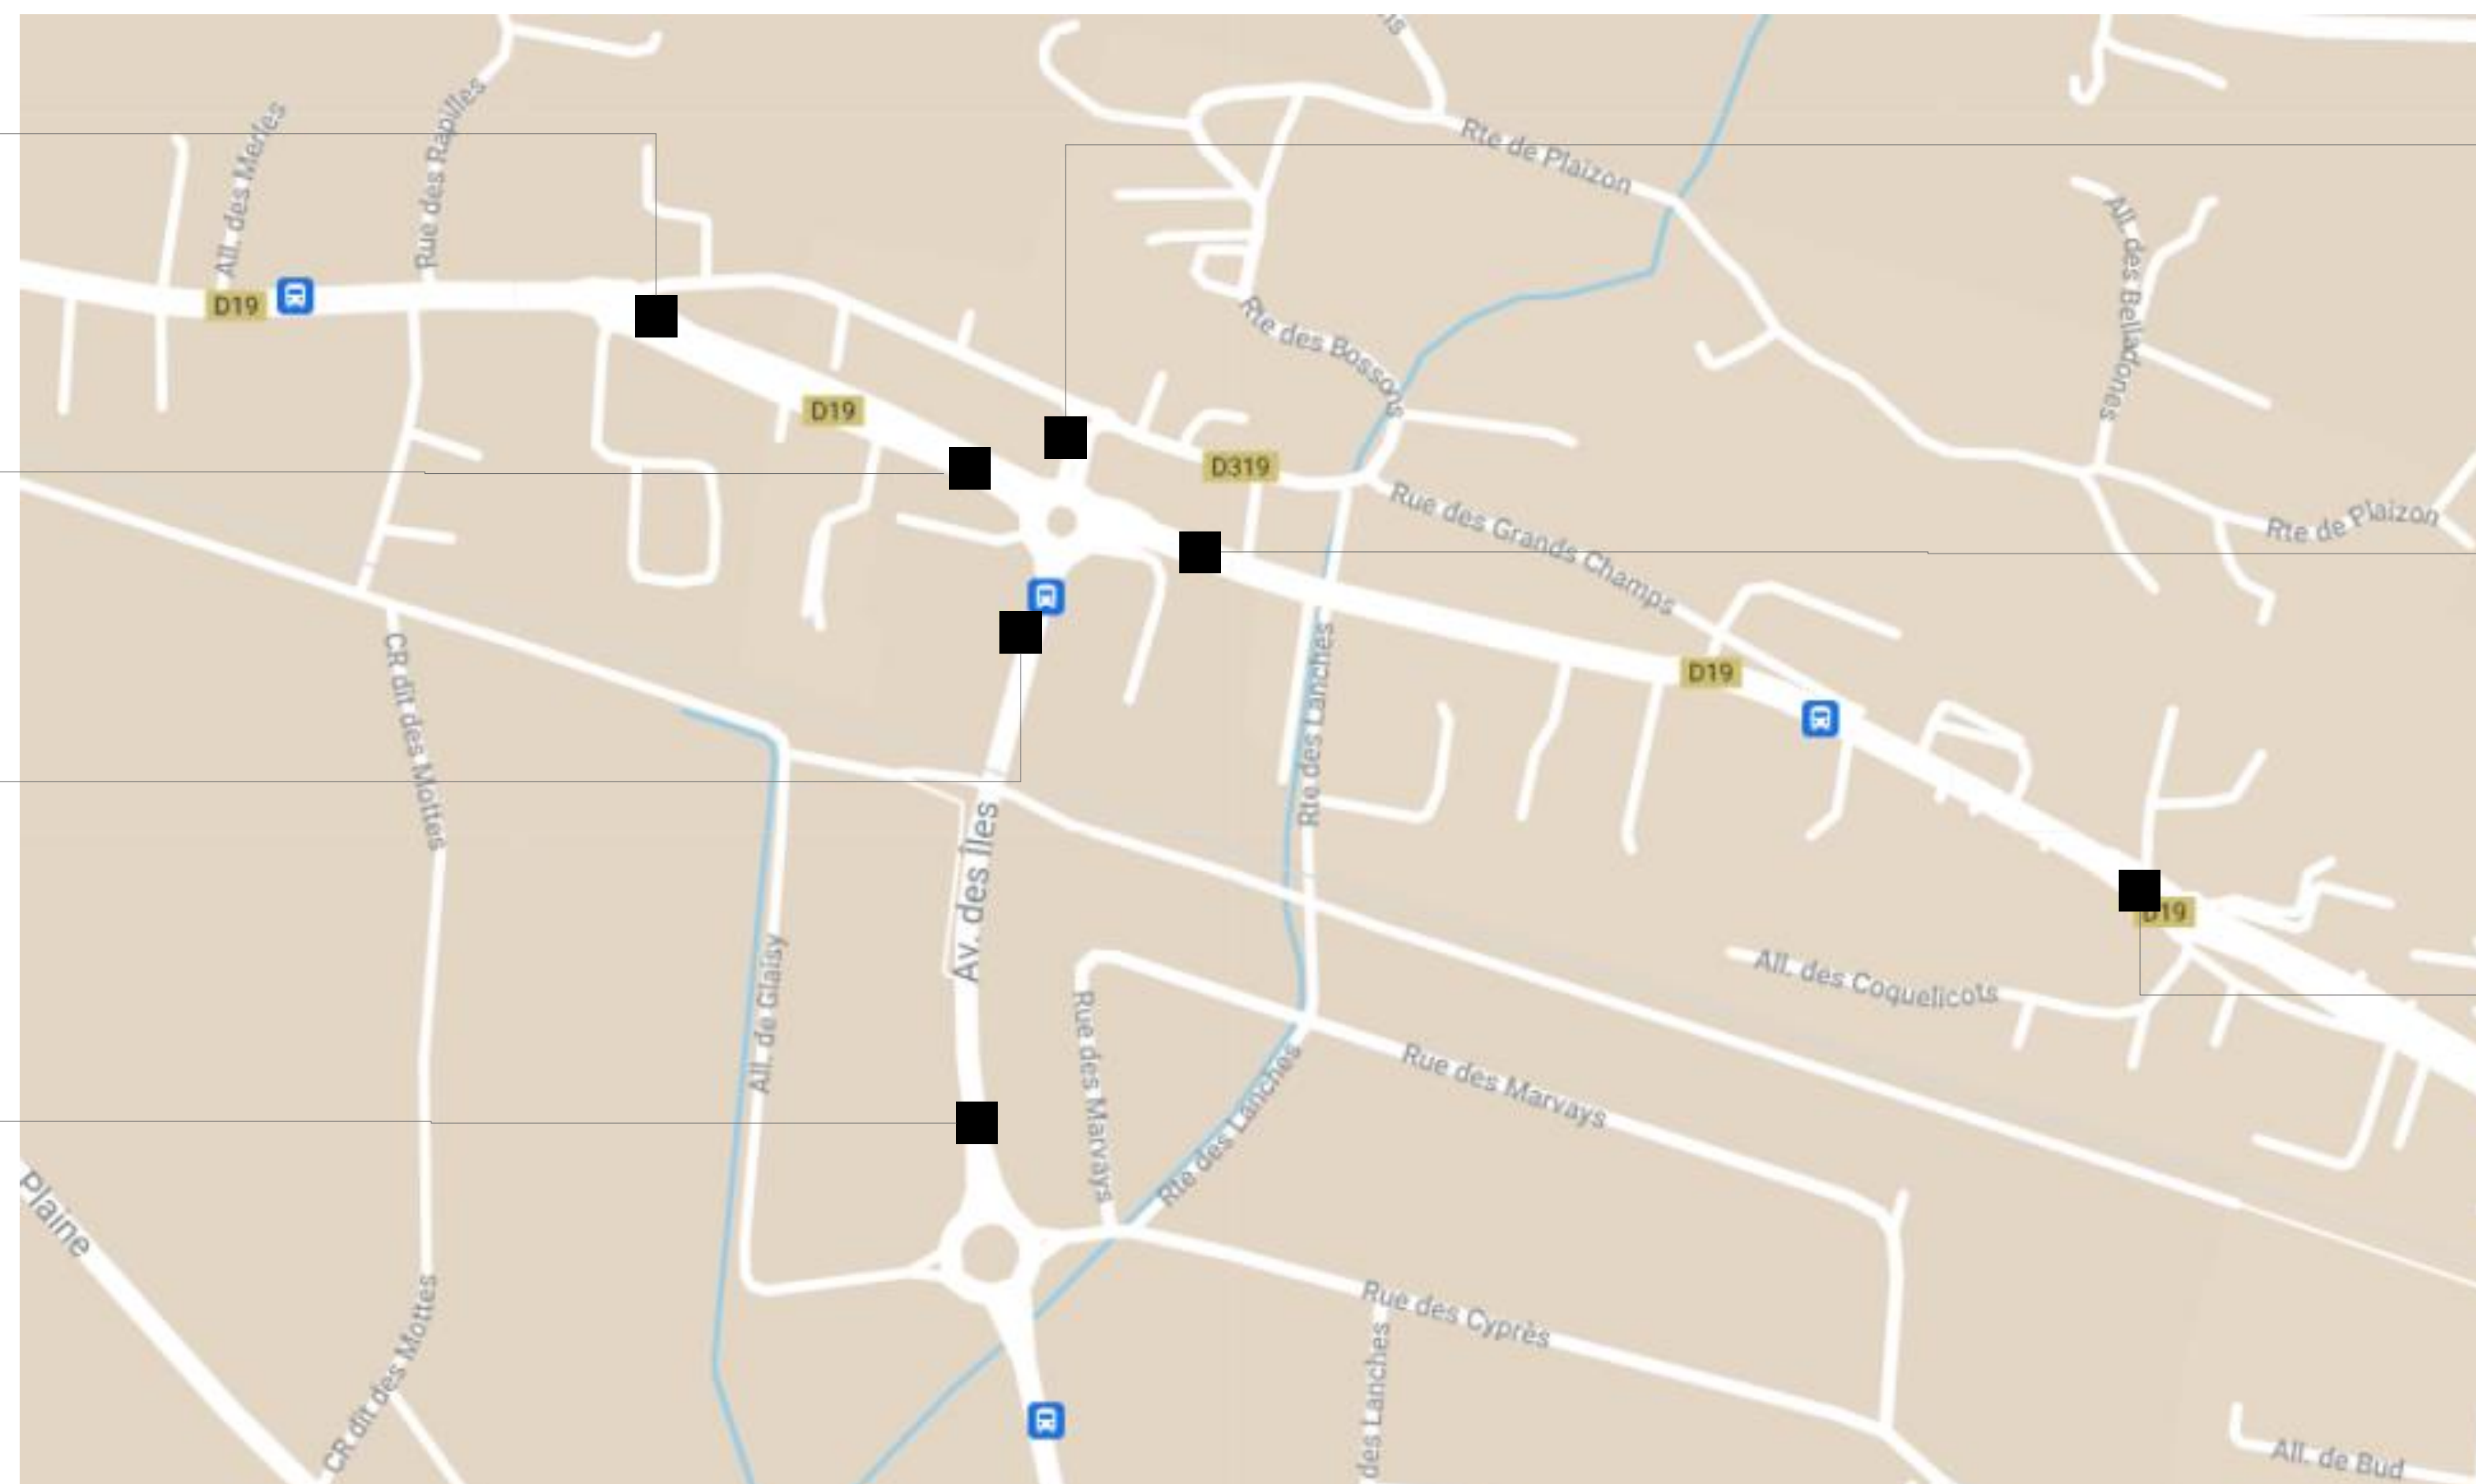 Rte de Plaizon
All. des Merles
Rue des Rapilles
All. des Belladones
D19
Rte des Bossons
D19
D319
Rue des Grands Champs
Rte de Plaizon
D19
CR dit des Mottes
Rte des Lanches
Av. des Îles
D19
All. de Glaisy
All. des Coquelicots
Rue des Marvays
Rue des Marvays
Rte des Lanches
Plaine
Rue des Cyprès
CR dit des Mottes
des Lanches
All. de Bud